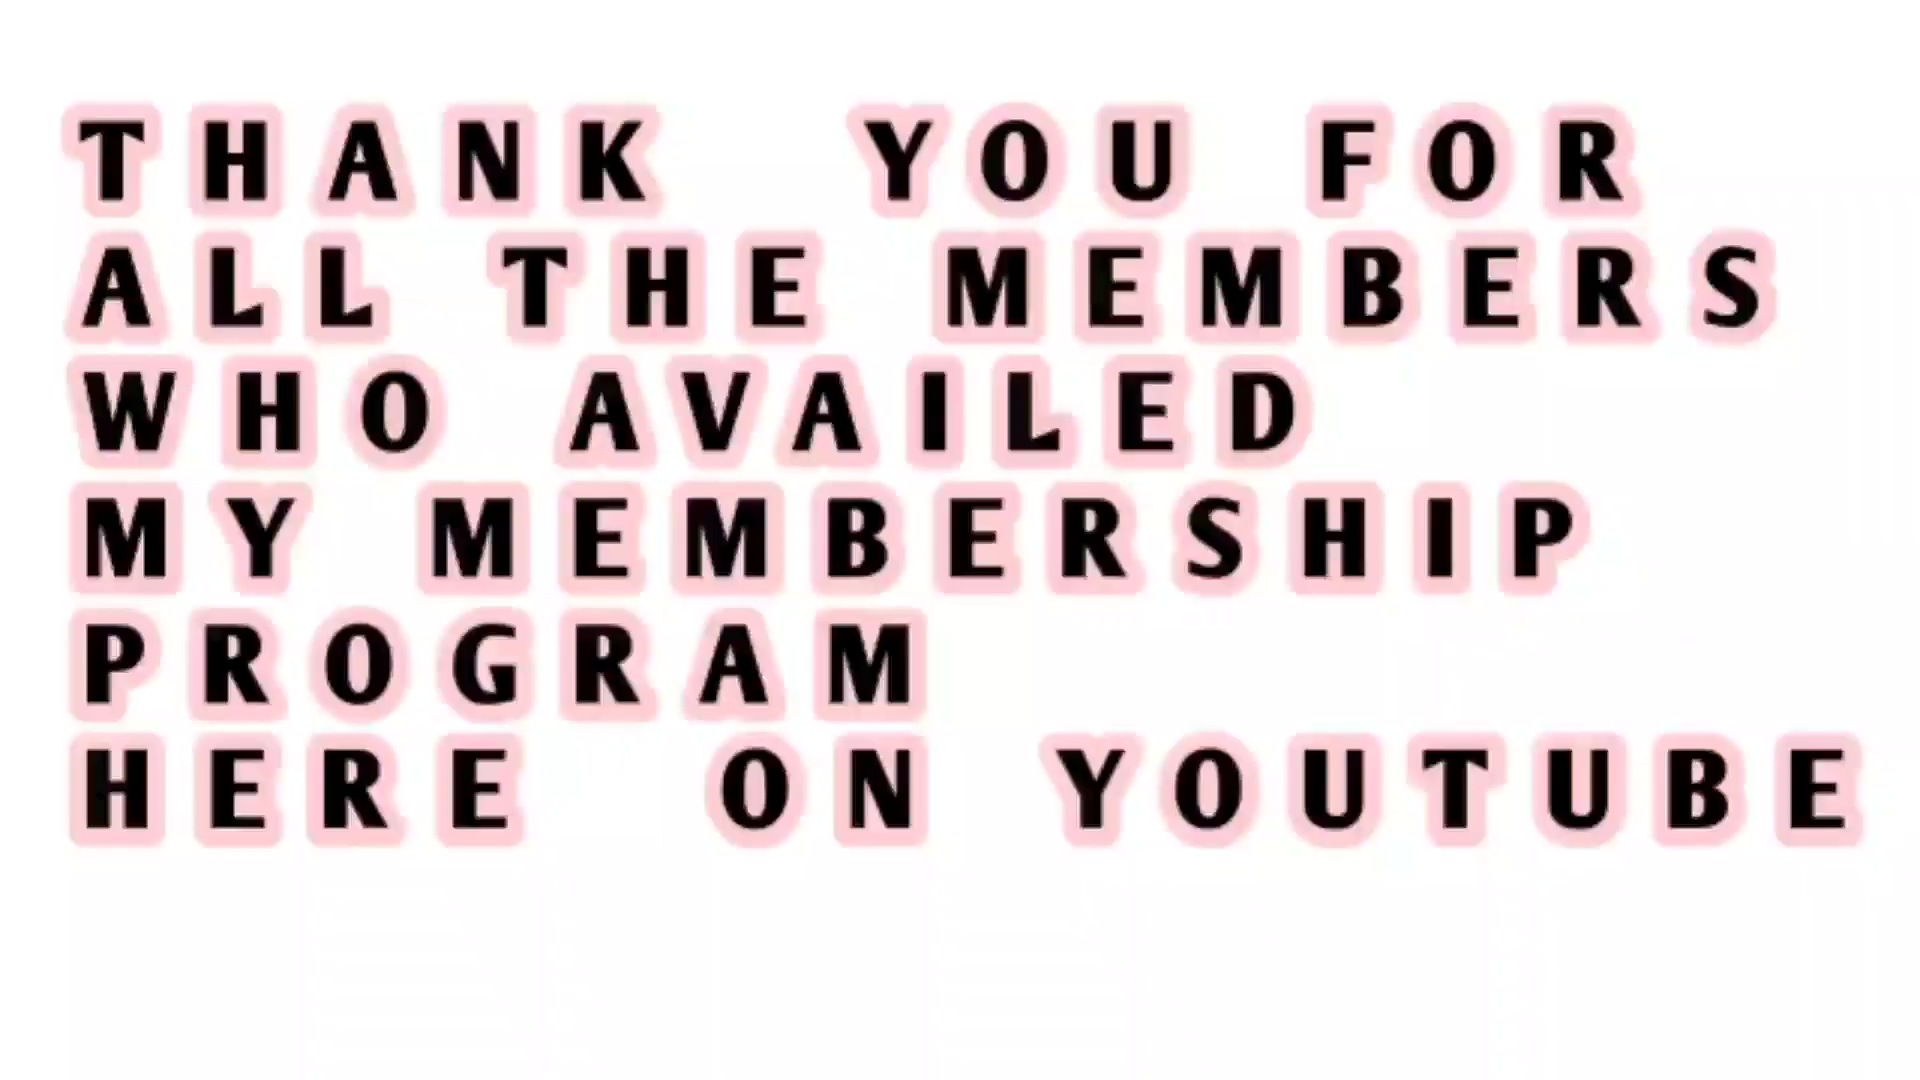 THANK YOU FOR
ALL THE MEMBERS
WHO AVAILED
MY MEMBERSHIP
PROGRAM
HERE ON YOUTUBE